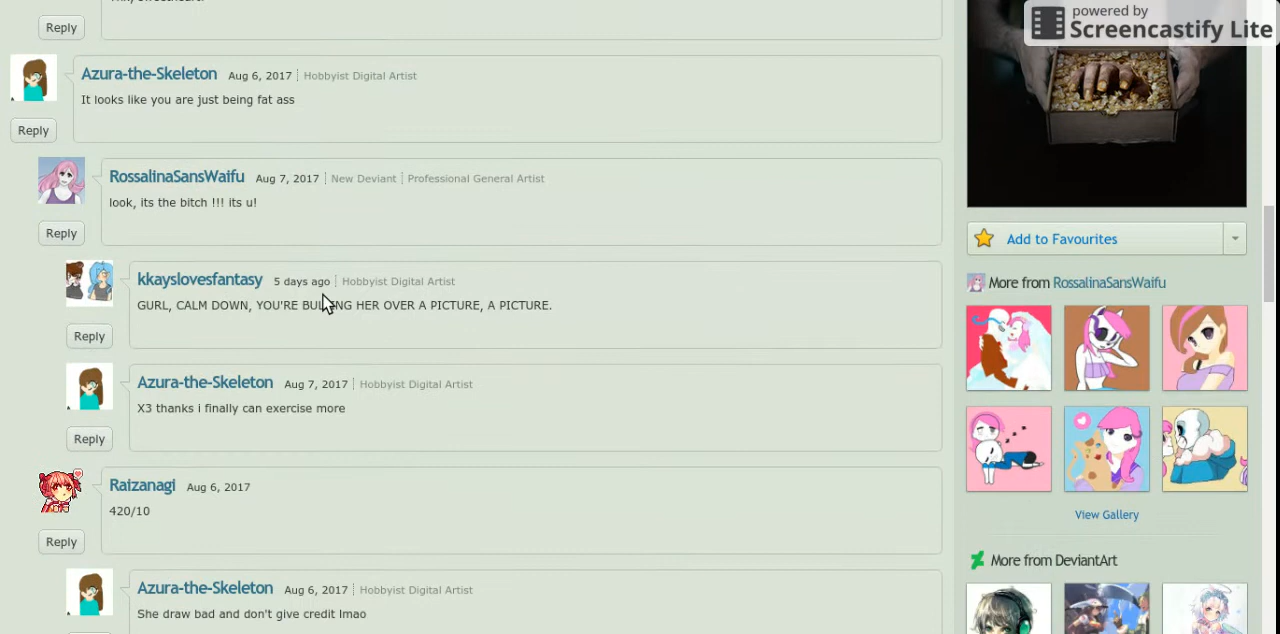 powered by
Screencastify Lite
Reply
Azura-the-Skeleton Aug 6, 2017 Hobbyist Digital Artist
It looks like you are just being fat ass
Reply
RossalinaSansWaifu Aug 7, 2017 New Deviant Professional General Artist
look, its the bitch !!! its u!
Reply
kkayslovesfantasy 5 days ago Hobbyist Digital Artist
GURL, CALM DOWN, YOU'RE HER OVER A PICTURE, A PICTURE.
Reply
Azura-the-Skeleton Aug 7, 2017 Hobbyist Digital Artist
X3 thanks i finally can exercise more
Reply
Raizanagi Aug 6, 2017
420/10
Reply
Azura-the-Skeleton Aug 6, 2017 Hobbyist Digital Artist
She draw bad and don't give credit lmao
Add to Favourites
More from RossalinaSansWaifu
View Gallery
More from DeviantArt